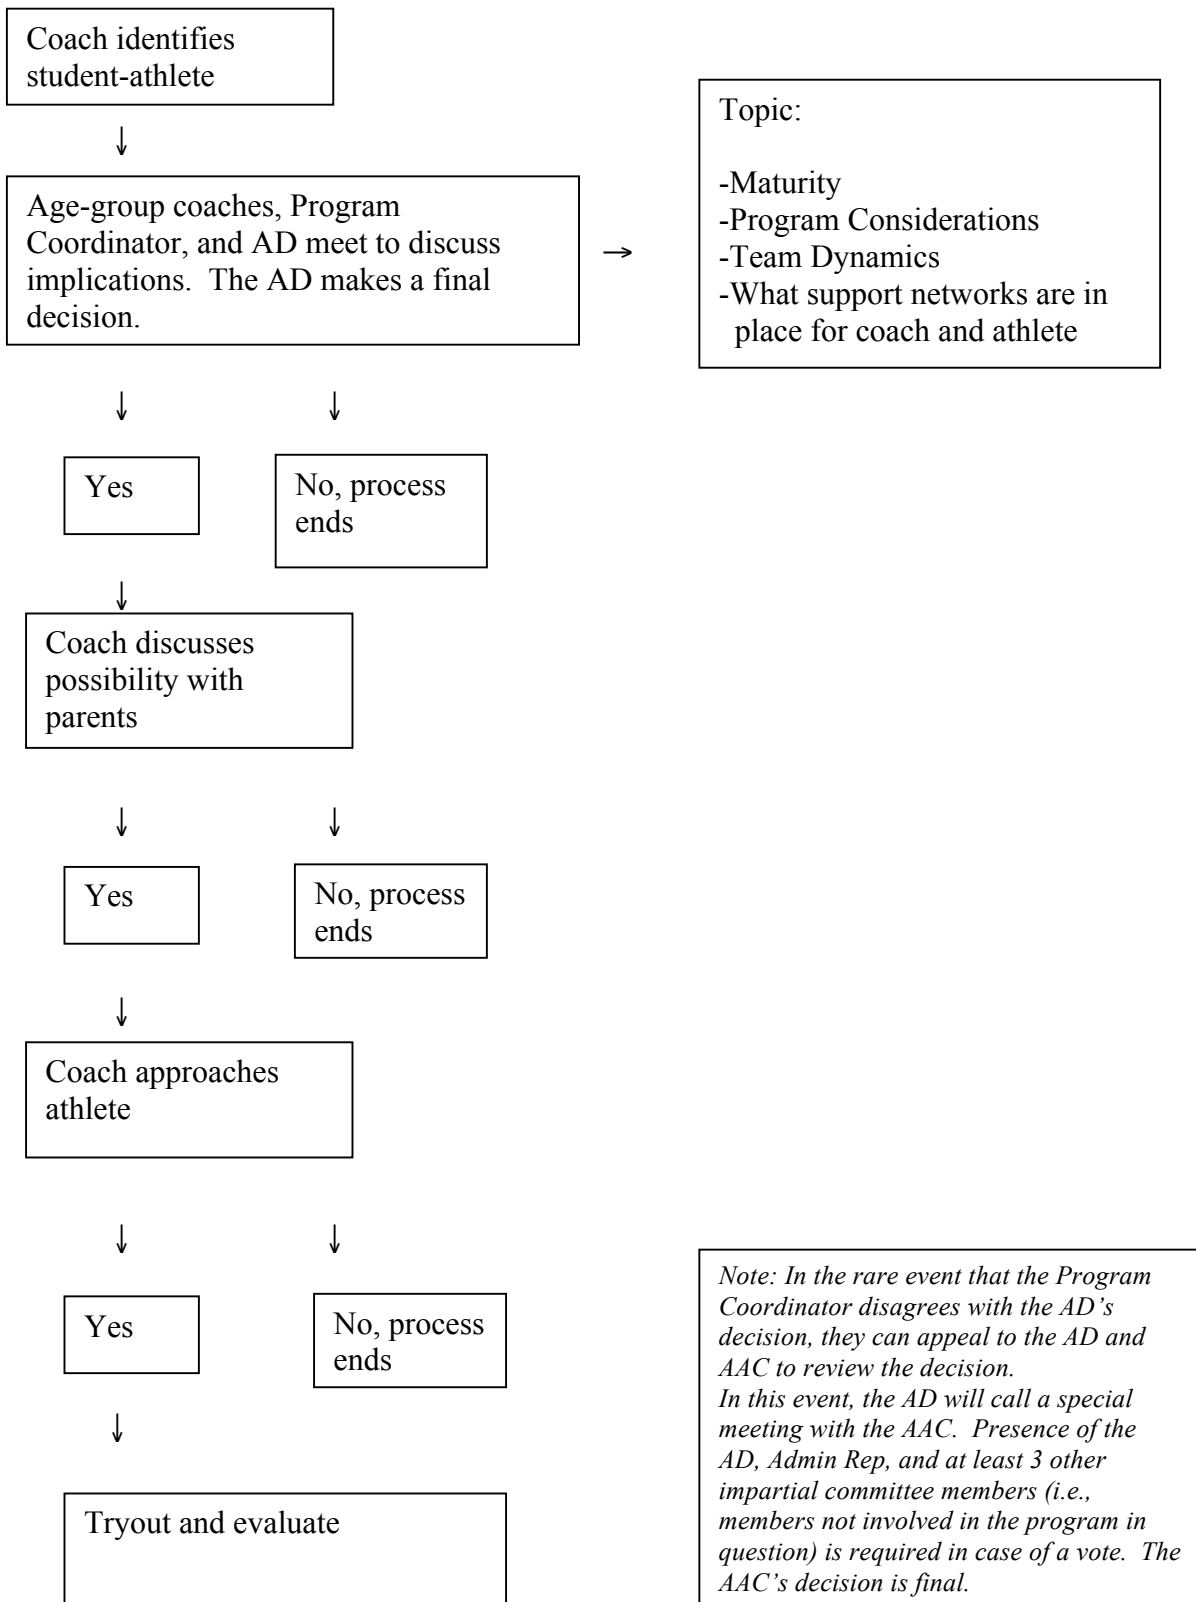 Coach identifies
student-athlete
↓
Age-group coaches, Program
Coordinator, and AD meet to discuss
implications.  The AD makes a final
decision.
→
Topic:
-Maturity
-Program Considerations
-Team Dynamics
-What support networks are in
place for coach and athlete
↓ ↓
Yes
No, process
ends
↓
Coach discusses
possibility with
parents
↓ ↓
Yes
No, process
ends
↓
Coach approaches
athlete
↓ ↓
Yes
No, process
ends
↓
Tryout and evaluate
Note: In the rare event that the Program
Coordinator disagrees with the AD’s
decision, they can appeal to the AD and
AAC to review the decision.
In this event, the AD will call a special
meeting with the AAC.  Presence of the
AD, Admin Rep, and at least 3 other
impartial committee members (i.e.,
members not involved in the program in
question) is required in case of a vote.  The
AAC’s decision is final.